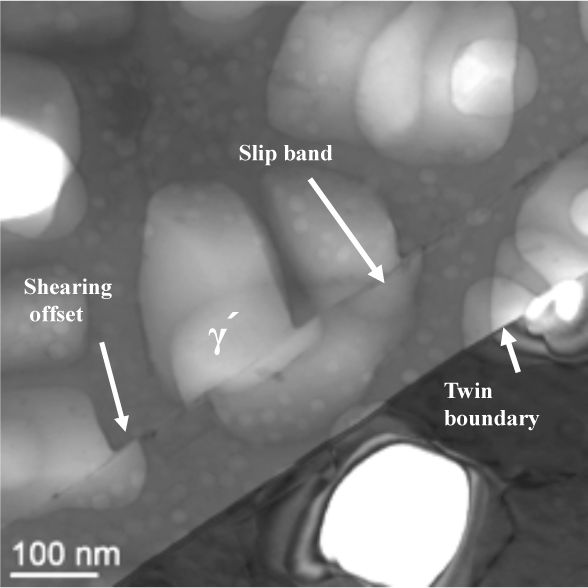 Slip band
Shearing
offset
γ´
Twin
boundary
100 nm